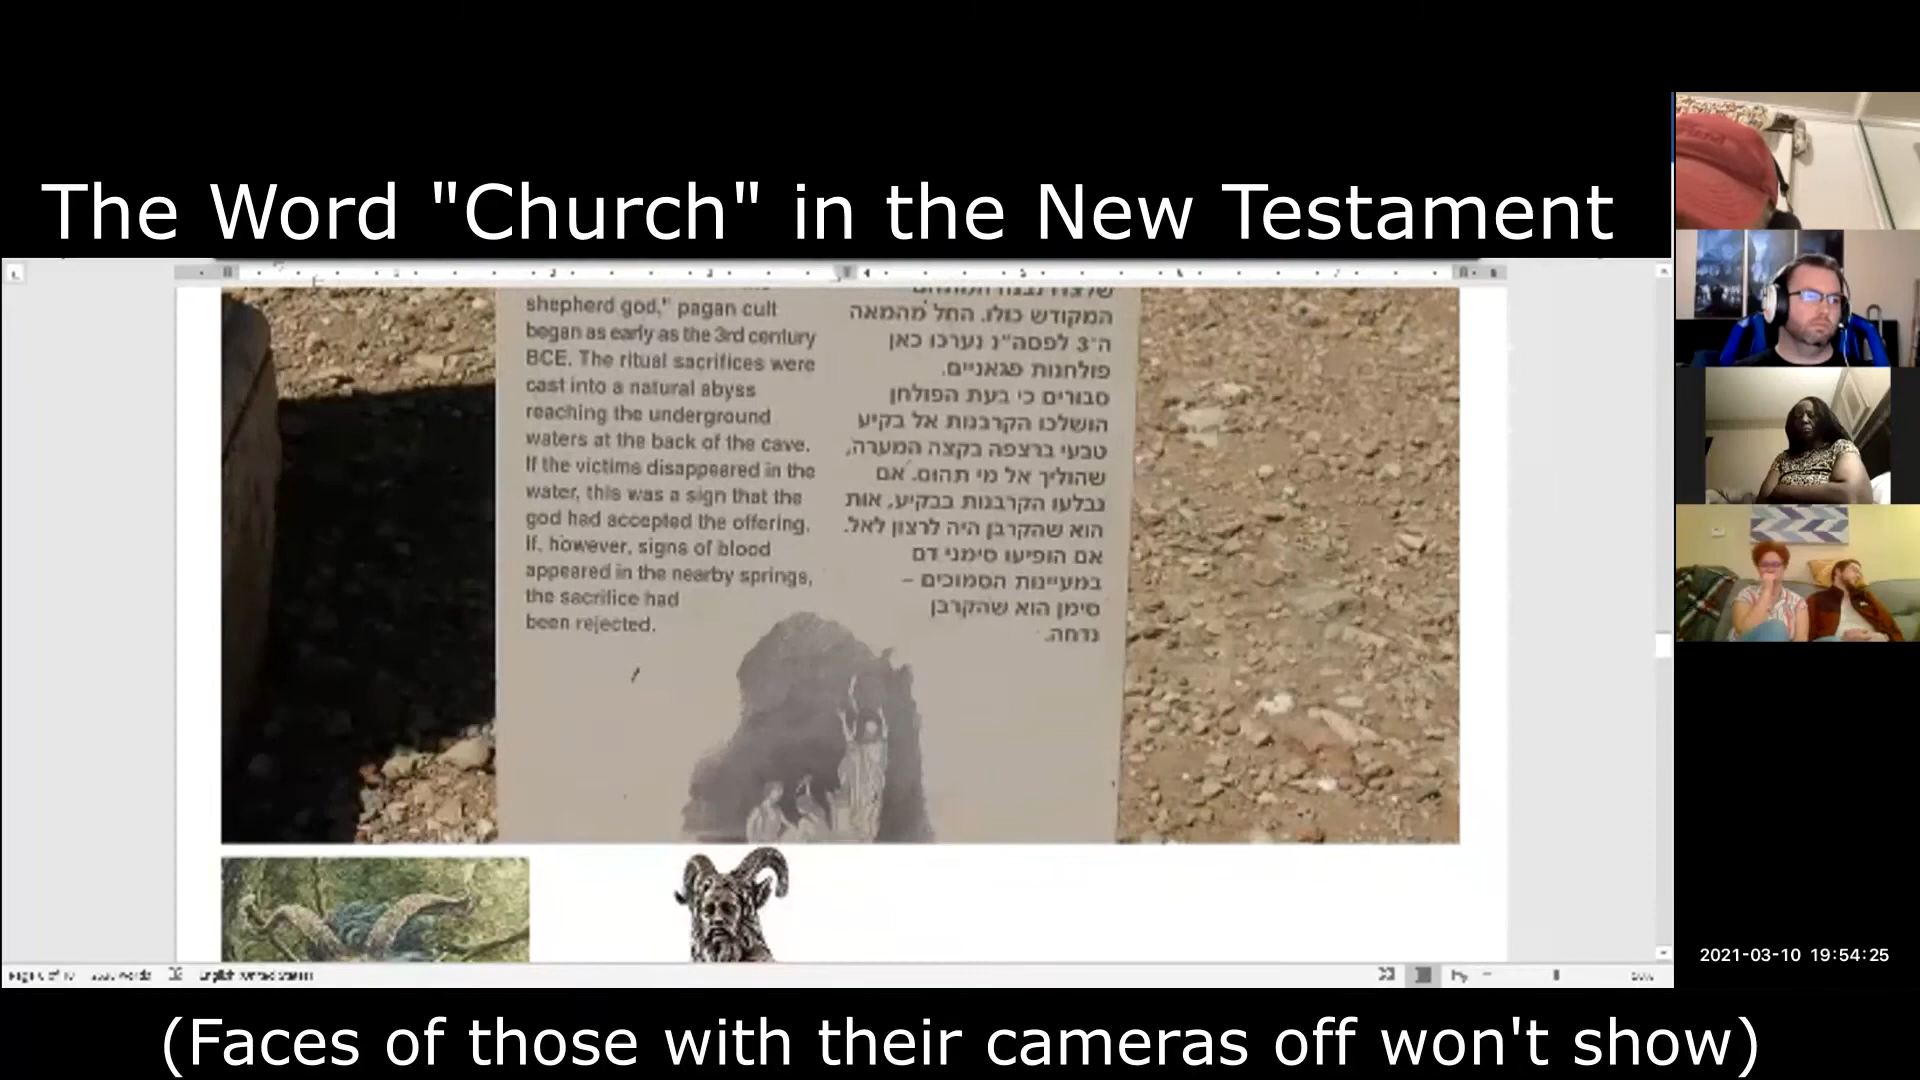 The Word "Church" in the New Testament
shepherd god," pagan cult
began as early as the 3rd century
BCE. The ritual sacrifices were
cast into a natural abyss
reaching the underground
waters at the back of the cave.
If the victims disappeared in the
water, this was a sign that the
god had accepted the offering.
If, however, signs of blood
appeared in the nearby springs,
the sacrifice had
been rejected.
המקודש כולו. החל מהמאה
ה־3 לפסה"נ נערכו כאן
פולחנות פגאניים.
סבורים כי בעת הפולחן
הושלכו הקרבנות אל בקיע
טבעי ברצפה בקצה המערה,
שהוליך אל מי תהום. אם
נבלעו הקרבנות בבקיע, אות
הוא שהקרבן היה לרצון לאל.
אם הופיעו סימני דם
במעיינות הסמוכים –
סימן הוא שהקרבן
נדחה.
English (United States)
2021-03-10 19:54:25
(Faces of those with their cameras off won't show)